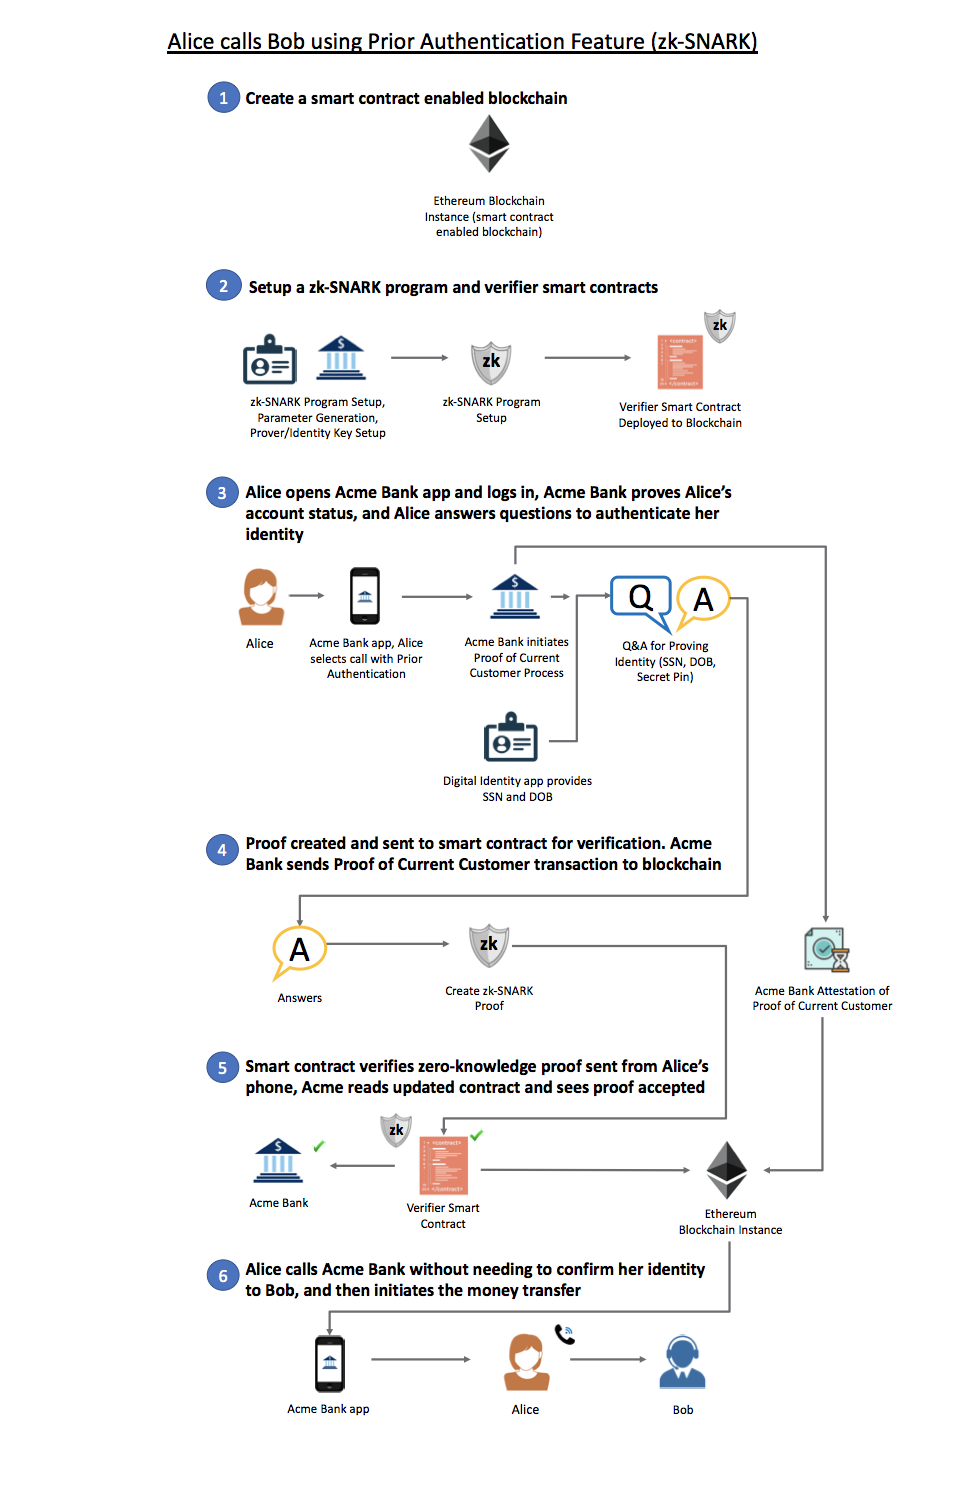 Alice calls Bob using Prior Authentication Feature (zk-SNARK)
1
Create a smart contract enabled blockchain
Ethereum Blockchain
Instance (smart contract
enabled blockchain)
2
Setup a zk-SNARK program and verifier smart contracts
zk
zk
zk-SNARK Program Setup,
Parameter Generation,
Prover/Identity Key Setup
zk-SNARK Program
Setup
Verifier Smart Contract
Deployed to Blockchain
3
Alice opens Acme Bank app and logs in, Acme Bank proves Alice’s
account status, and Alice answers questions to authenticate her
identity
Q
A
Alice
Acme Bank app, Alice
selects call with Prior
Authentication
Acme Bank initiates
Proof of Current
Customer Process
Q&A for Proving
Identity (SSN, DOB,
Secret Pin)
Digital Identity app provides
SSN and DOB
4
Proof created and sent to smart contract for verification. Acme
Bank sends Proof of Current Customer transaction to blockchain
A
zk
Answers
Create zk-SNARK
Proof
Acme Bank Attestation of
Proof of Current Customer
5
Smart contract verifies zero-knowledge proof sent from Alice’s
phone, Acme reads updated contract and sees proof accepted
zk
<contract>
</contract>
Acme Bank
Verifier Smart
Contract
Ethereum
Blockchain Instance
6
Alice calls Acme Bank without needing to confirm her identity
to Bob, and then initiates the money transfer
Acme Bank app
Alice
Bob